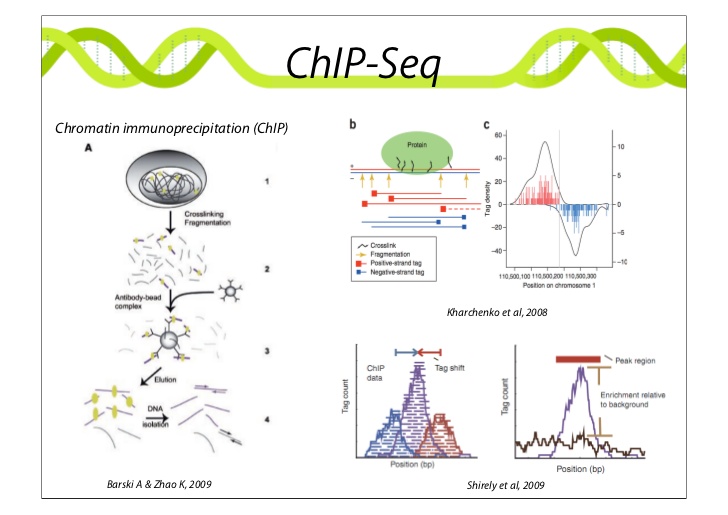 ChIP-Seq
Chromatin immunoprecipitation (ChIP)
A
1
Crosslinking
Fragmentation
2
Antibody-bead
complex
3
Elution
DNA
isolation
4
Barski A & Zhao K, 2009
b
Protein
+
–
Crosslink
Fragmentation
Positive-strand tag
Negative-strand tag
c
Tag density
60
40
20
0
–20
–40
10
5
0
–5
–10
110,500,100 110,500,200 110,500,300
Position on chromosome 1
Kharchenko et al, 2008
ChIP
data
Tag shift
Tag count
Position (bp)
Peak region
Enrichment relative
to background
Tag count
Position (bp)
Shirely et al, 2009